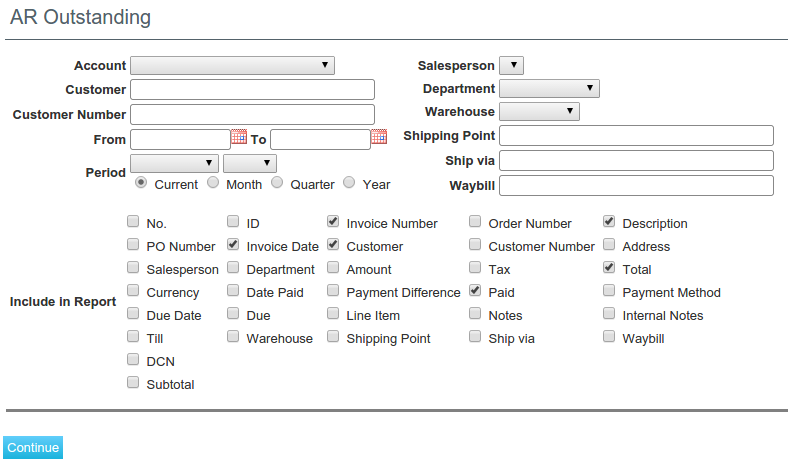 AR Outstanding
Account Salesperson
Customer Department
Customer Number Warehouse
From To Shipping Point
Period Ship via
Current Month Quarter Year Waybill
No. ID Invoice Number Order Number Description
PO Number Invoice Date Customer Customer Number Address
Salesperson Department Amount Tax Total
Include in Report Currency Date Paid Payment Difference Paid Payment Method
Due Date Due Line Item Notes Internal Notes
Till Warehouse Shipping Point Ship via Waybill
DCN
Subtotal
Continue